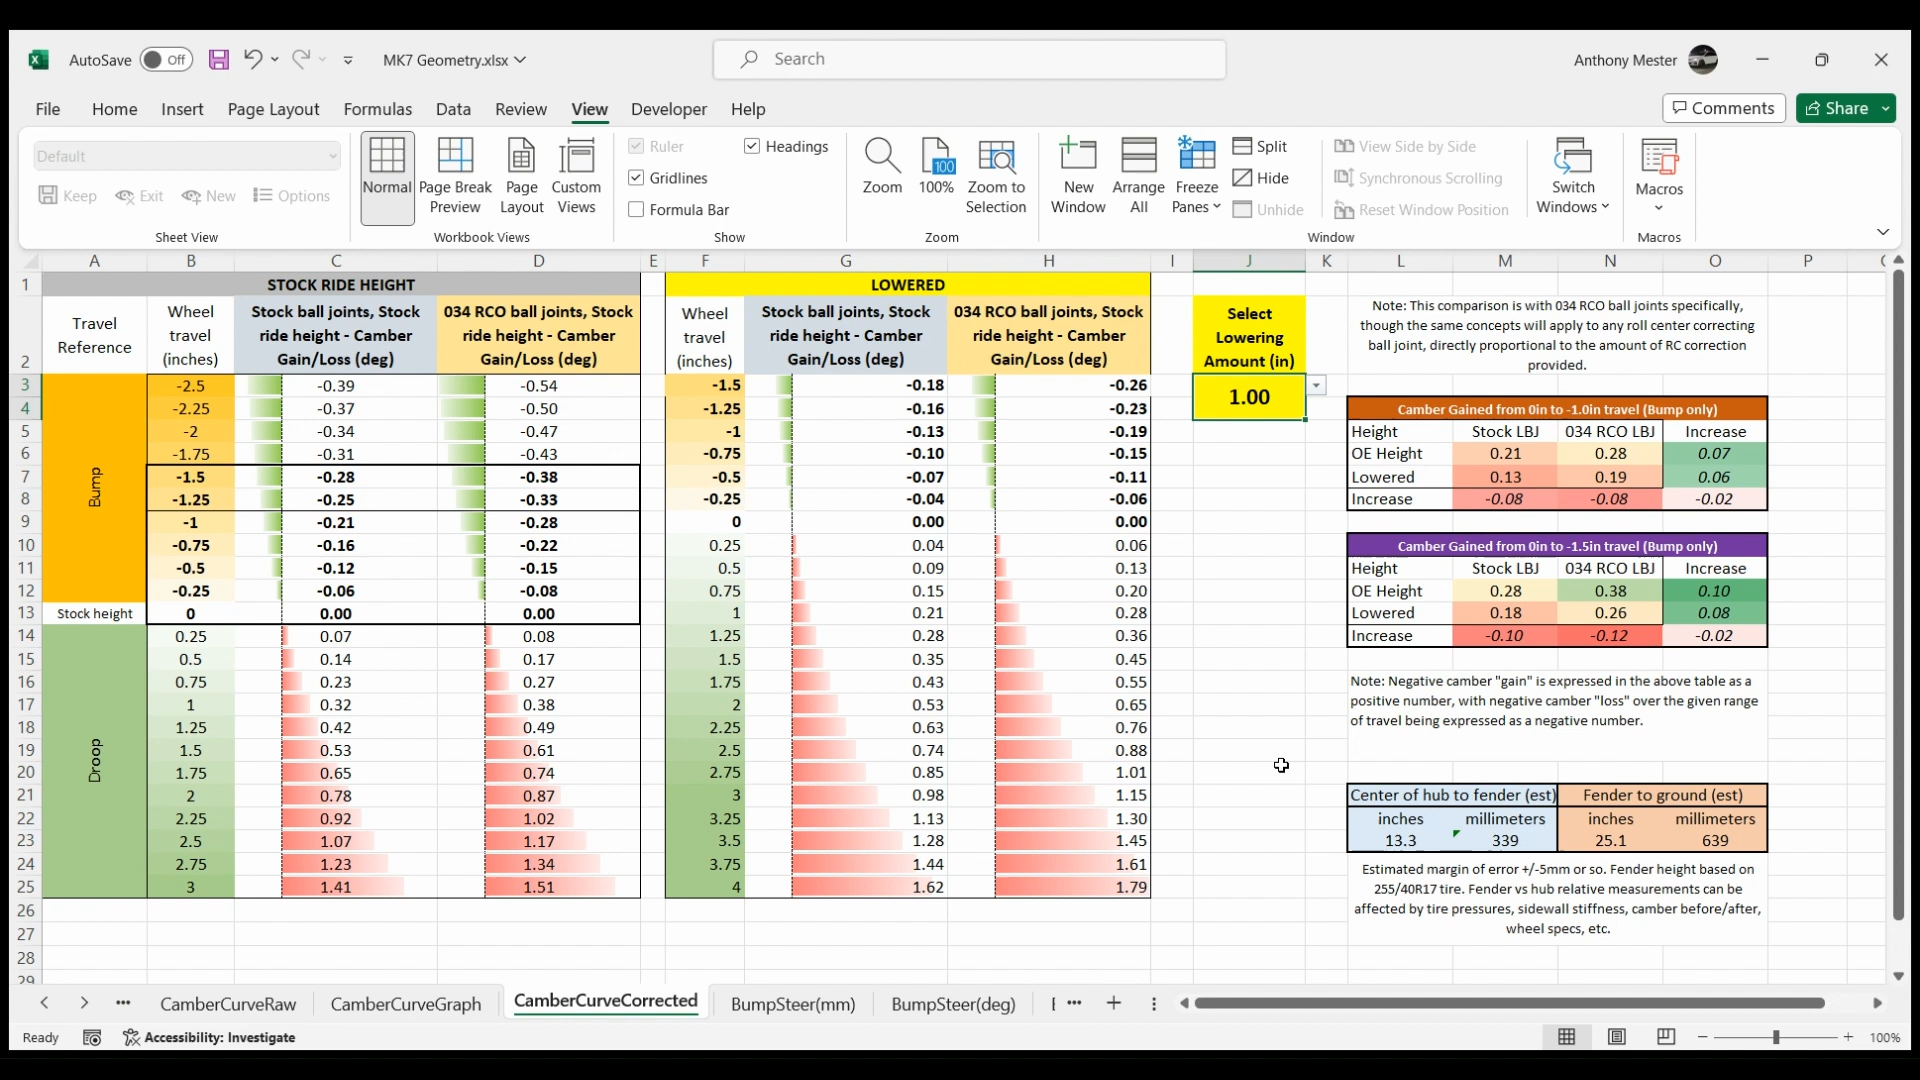 AutoSave Off MK7 Geometry.xlsx Search Anthony Mester
File Home Insert Page Layout Formulas Data Review View Developer Help Comments Share
Default
Keep Exit New Options
Sheet View
Normal Page Break Preview Page Layout Custom Views
Workbook Views
Ruler Headings
Gridlines
Formula Bar
Show
Zoom 100 100% Zoom to Selection
Zoom
New Window Arrange All Freeze Panes
Split
Hide
Unhide
View Side by Side
Synchronous Scrolling
Reset Window Position
Switch Windows
Window
Macros
Macros
A B C D E F G H I J K L M N O P
1 STOCK RIDE HEIGHT LOWERED
2
Travel Reference
Wheel travel (inches)
Stock ball joints, Stock ride height - Camber Gain/Loss (deg)
034 RCO ball joints, Stock ride height - Camber Gain/Loss (deg)
Wheel travel (inches)
Stock ball joints, Stock ride height - Camber Gain/Loss (deg)
034 RCO ball joints, Stock ride height - Camber Gain/Loss (deg)
Select
Lowering
Amount (in)
1.00
Bump
Stock height
Droop
3 -2.5 -0.39 -0.54 -1.5 -0.18 -0.26
4 -2.25 -0.37 -0.50 -1.25 -0.16 -0.23
5 -2 -0.34 -0.47 -1 -0.13 -0.19
6 -1.75 -0.31 -0.43 -0.75 -0.10 -0.15
7 -1.5 -0.28 -0.38 -0.5 -0.07 -0.11
8 -1.25 -0.25 -0.33 -0.25 -0.04 -0.06
9 -1 -0.21 -0.28 0 0.00 0.00
10 -0.75 -0.16 -0.22 0.25 0.04 0.06
11 -0.5 -0.12 -0.15 0.5 0.09 0.13
12 -0.25 -0.06 -0.08 0.75 0.15 0.20
13 0 0.00 0.00 1 0.21 0.28
14 0.25 0.07 0.08 1.25 0.28 0.36
15 0.5 0.14 0.17 1.5 0.35 0.45
16 0.75 0.23 0.27 1.75 0.43 0.55
17 1 0.32 0.38 2 0.53 0.65
18 1.25 0.42 0.49 2.25 0.63 0.76
19 1.5 0.53 0.61 2.5 0.74 0.88
20 1.75 0.65 0.74 2.75 0.85 1.01
21 2 0.78 0.87 3 0.98 1.15
22 2.25 0.92 1.02 3.25 1.13 1.30
23 2.5 1.07 1.17 3.5 1.28 1.45
24 2.75 1.23 1.34 3.75 1.44 1.61
25 3 1.41 1.51 4 1.62 1.79
26
27
28
29
Note: This comparison is with 034 RCO ball joints specifically,
though the same concepts will apply to any roll center correcting
ball joint, directly proportional to the amount of RC correction
provided.
Camber Gained from 0in to -1.0in travel (Bump only)
Height Stock LBJ 034 RCO LBJ Increase
OE Height 0.21 0.28 0.07
Lowered 0.13 0.19 0.06
Increase -0.08 -0.08 -0.02
Camber Gained from 0in to -1.5in travel (Bump only)
Height Stock LBJ 034 RCO LBJ Increase
OE Height 0.28 0.38 0.10
Lowered 0.18 0.26 0.08
Increase -0.10 -0.12 -0.02
Note: Negative camber "gain" is expressed in the above table as a
positive number, with negative camber "loss" over the given range
of travel being expressed as a negative number.
Center of hub to fender (est) Fender to ground (est)
inches millimeters inches millimeters
13.3 339 25.1 639
Estimated margin of error +/-5mm or so. Fender height based on
255/40R17 tire. Fender vs hub relative measurements can be
affected by tire pressures, sidewall stiffness, camber before/after,
wheel specs, etc.
CamberCurveRaw CamberCurveGraph CamberCurveCorrected BumpSteer(mm) BumpSteer(deg)
Ready Accessibility: Investigate 100%